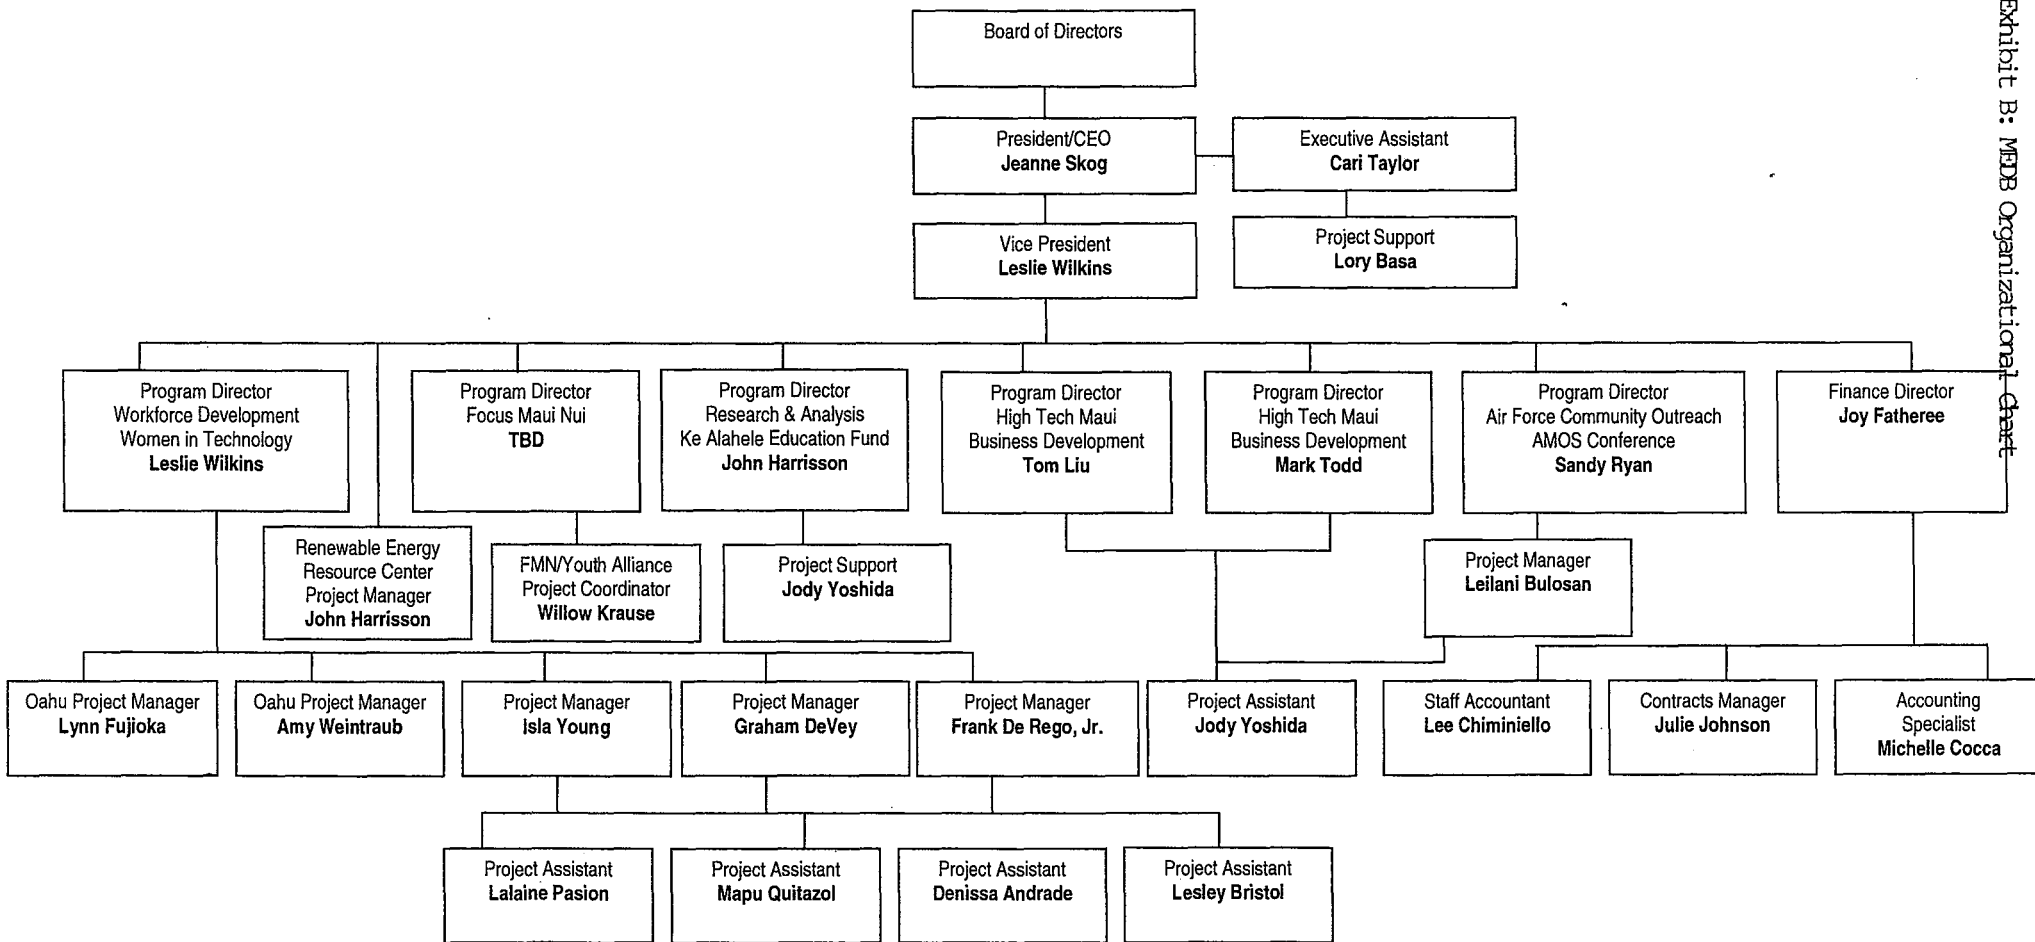 Exhibit B: MEDB Organizational Chart
Board of Directors
President/CEO
Jeanne Skog
Executive Assistant
Cari Taylor
Vice President
Leslie Wilkins
Project Support
Lory Basa
Program Director
Workforce Development
Women in Technology
Leslie Wilkins
Program Director
Focus Maui Nui
TBD
Program Director
Research & Analysis
Ke Alahele Education Fund
John Harrisson
Program Director
High Tech Maui
Business Development
Tom Liu
Program Director
High Tech Maui
Business Development
Mark Todd
Program Director
Air Force Community Outreach
AMOS Conference
Sandy Ryan
Finance Director
Joy Fatheree
Renewable Energy
Resource Center
Project Manager
John Harrisson
FMN/Youth Alliance
Project Coordinator
Willow Krause
Project Support
Jody Yoshida
Project Manager
Leilani Bulosan
Oahu Project Manager
Lynn Fujioka
Oahu Project Manager
Amy Weintraub
Project Manager
Isla Young
Project Manager
Graham DeVey
Project Manager
Frank De Rego, Jr.
Project Assistant
Jody Yoshida
Staff Accountant
Lee Chiminiello
Contracts Manager
Julie Johnson
Accounting
Specialist
Michelle Cocca
Project Assistant
Lalaine Pasion
Project Assistant
Mapu Quitazol
Project Assistant
Denissa Andrade
Project Assistant
Lesley Bristol